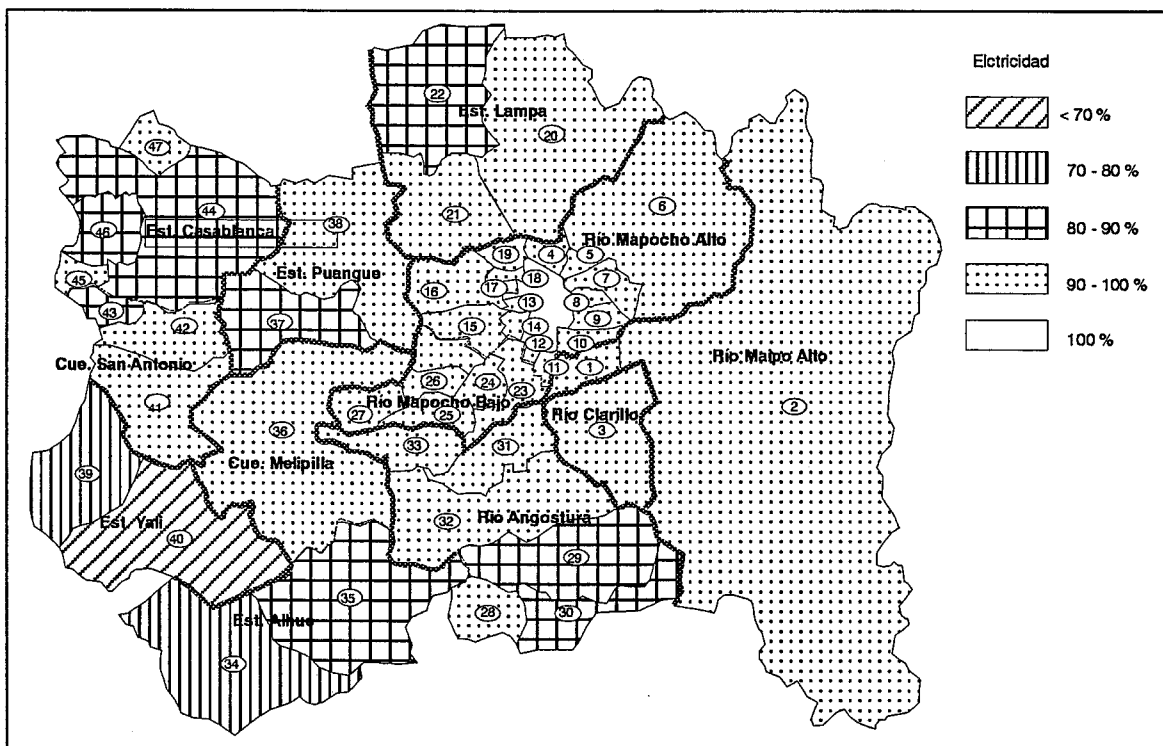 Elctricidad
< 70 %
70 - 80 %
80 - 90 %
90 - 100 %
100 %
22
Est. Lampa
20
47
6
44
38
21
46
Est. Casablanca
Río Mapocho Alto
19
4
5
45
Est. Puangue
18
7
16
17
43
13
8
42
37
15
14
9
12
10
Cue. San Antonio
11
1
Río Maipo Alto
26
24
23
41
27
Río Mapocho Bajo
25
Río Clarillo
2
36
33
31
3
Cue. Melipilla
39
32
Río Angostura
Est. Yali
40
29
35
28
30
Est. Alhue
34